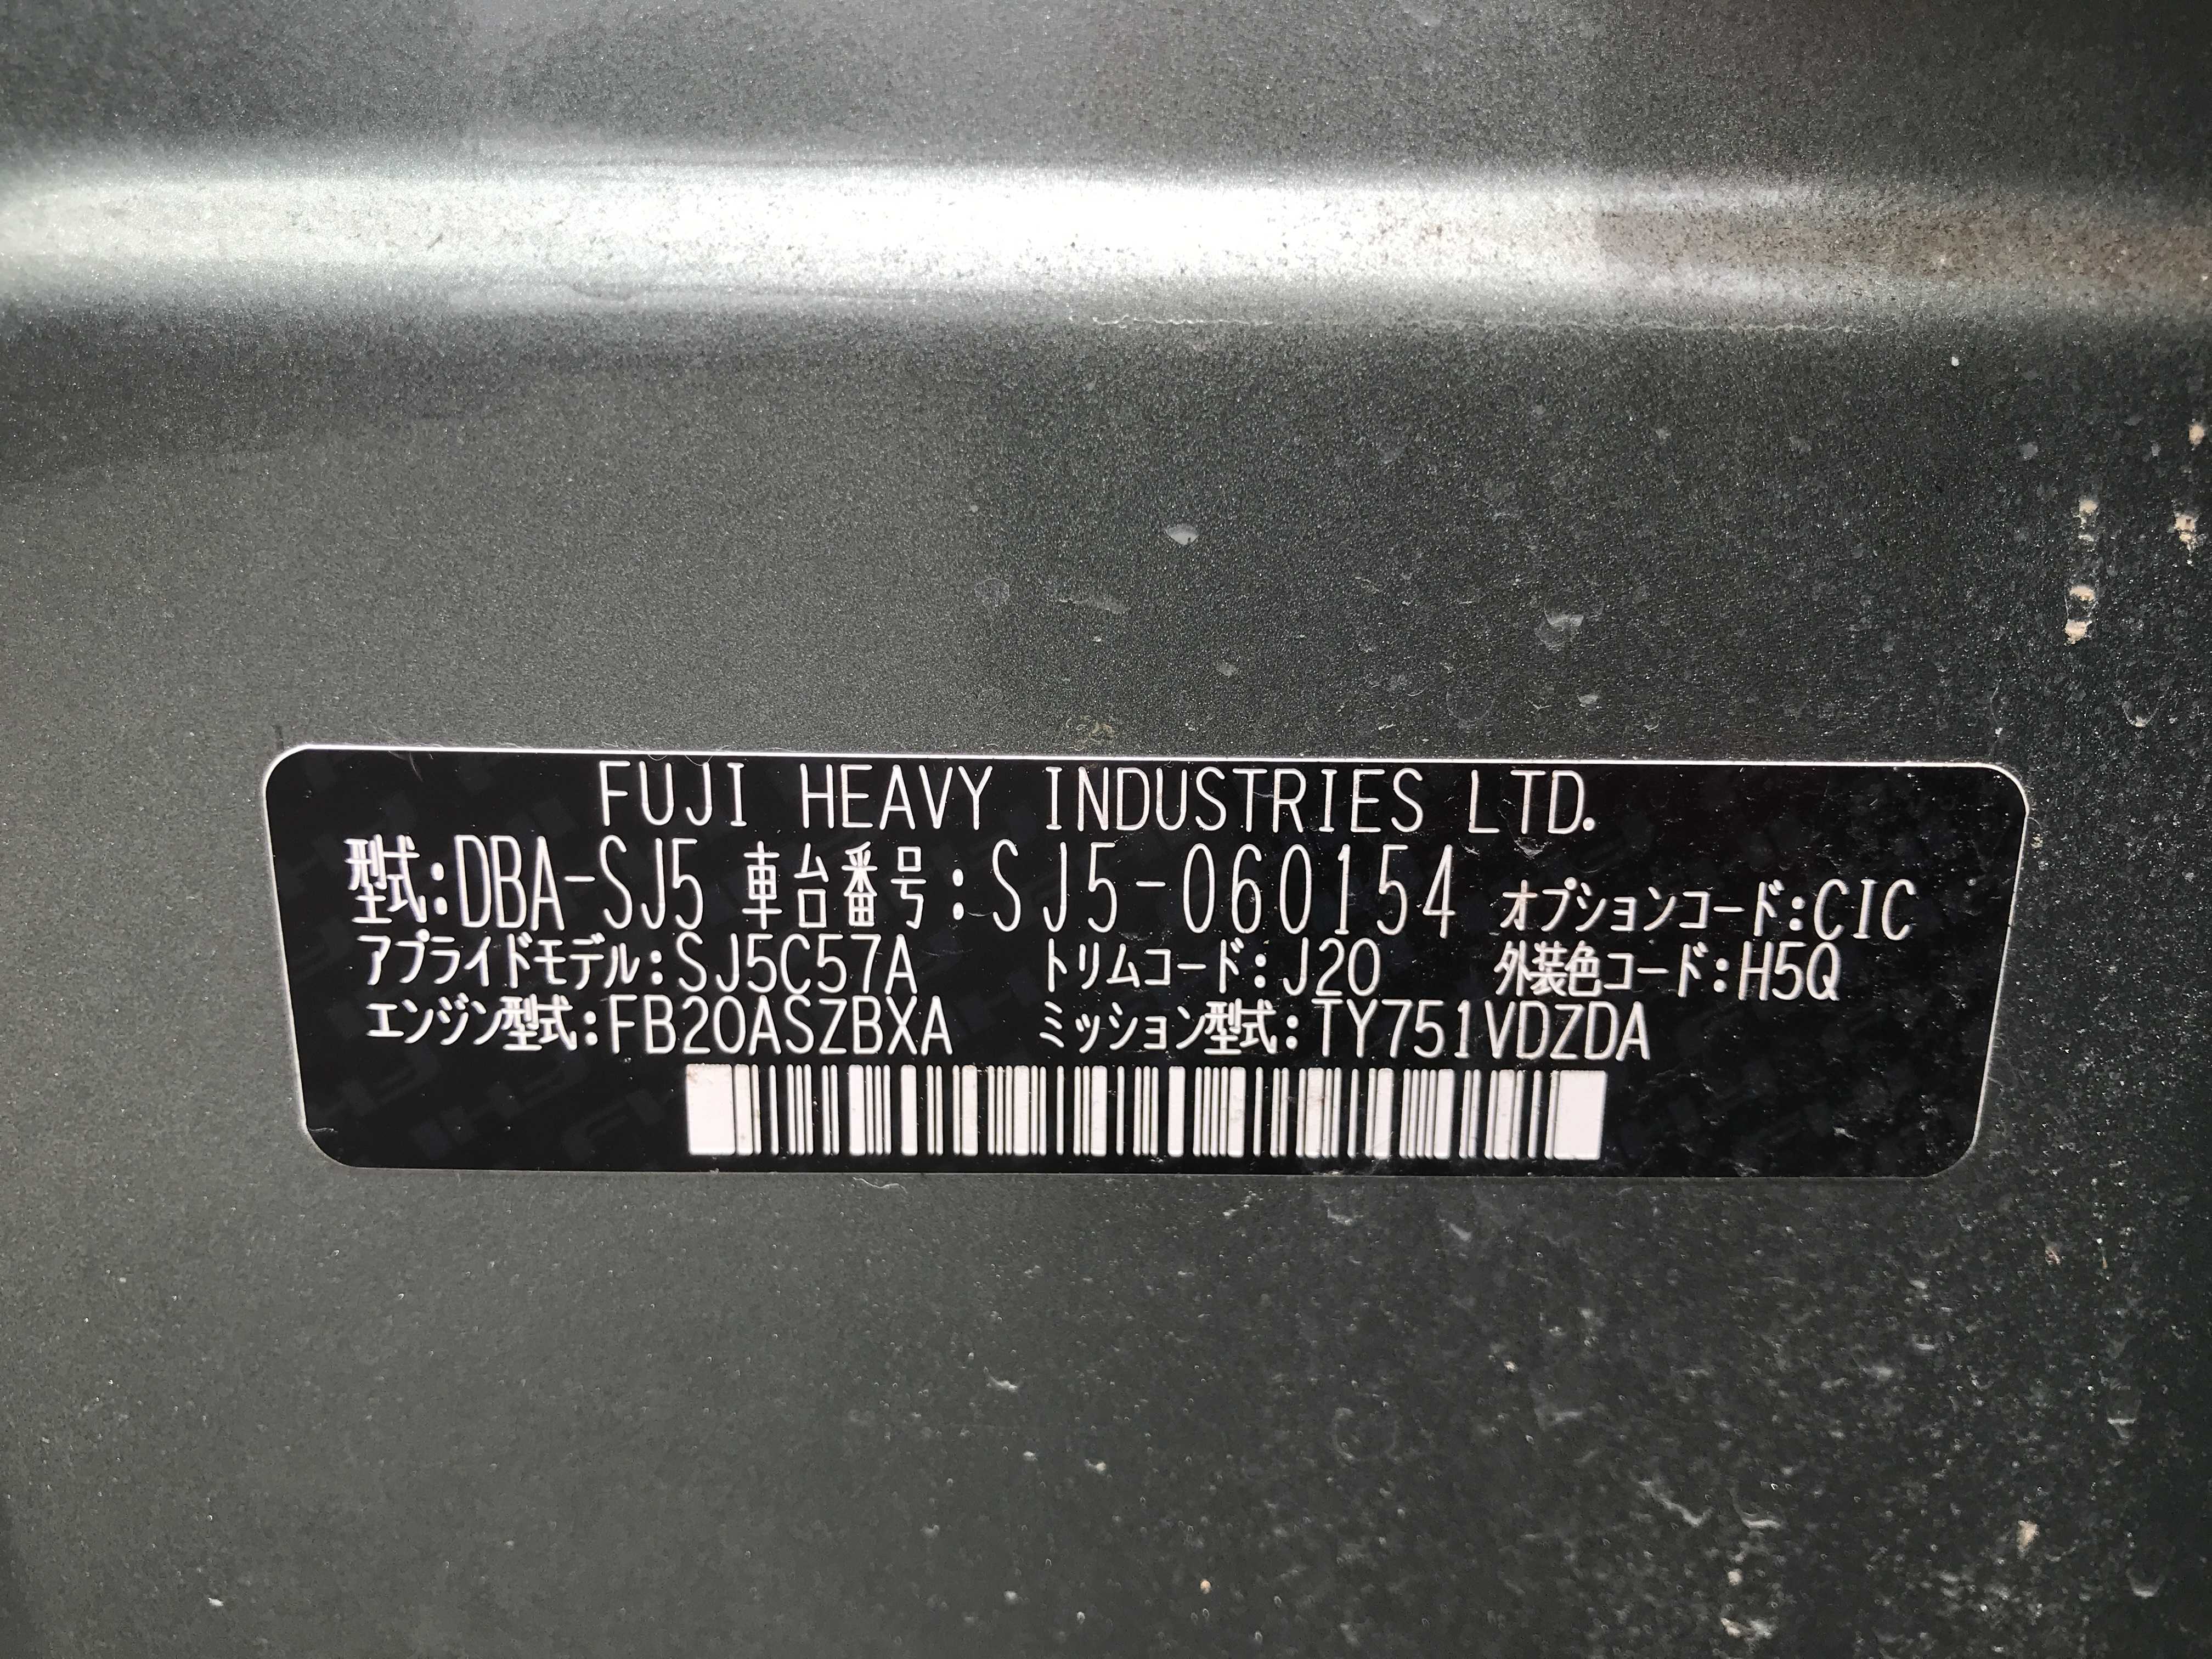 FUJI HEAVY INDUSTRIES LTD.
型式:DBA-SJ5 車台番号:SJ5-060154 オプションコード:CIC
アプライドモデル:SJ5C57A トリムコード:J20 外装色コード:H5Q
エンジン型式:FB20ASZBXA ミッション型式:TY751VDZDA